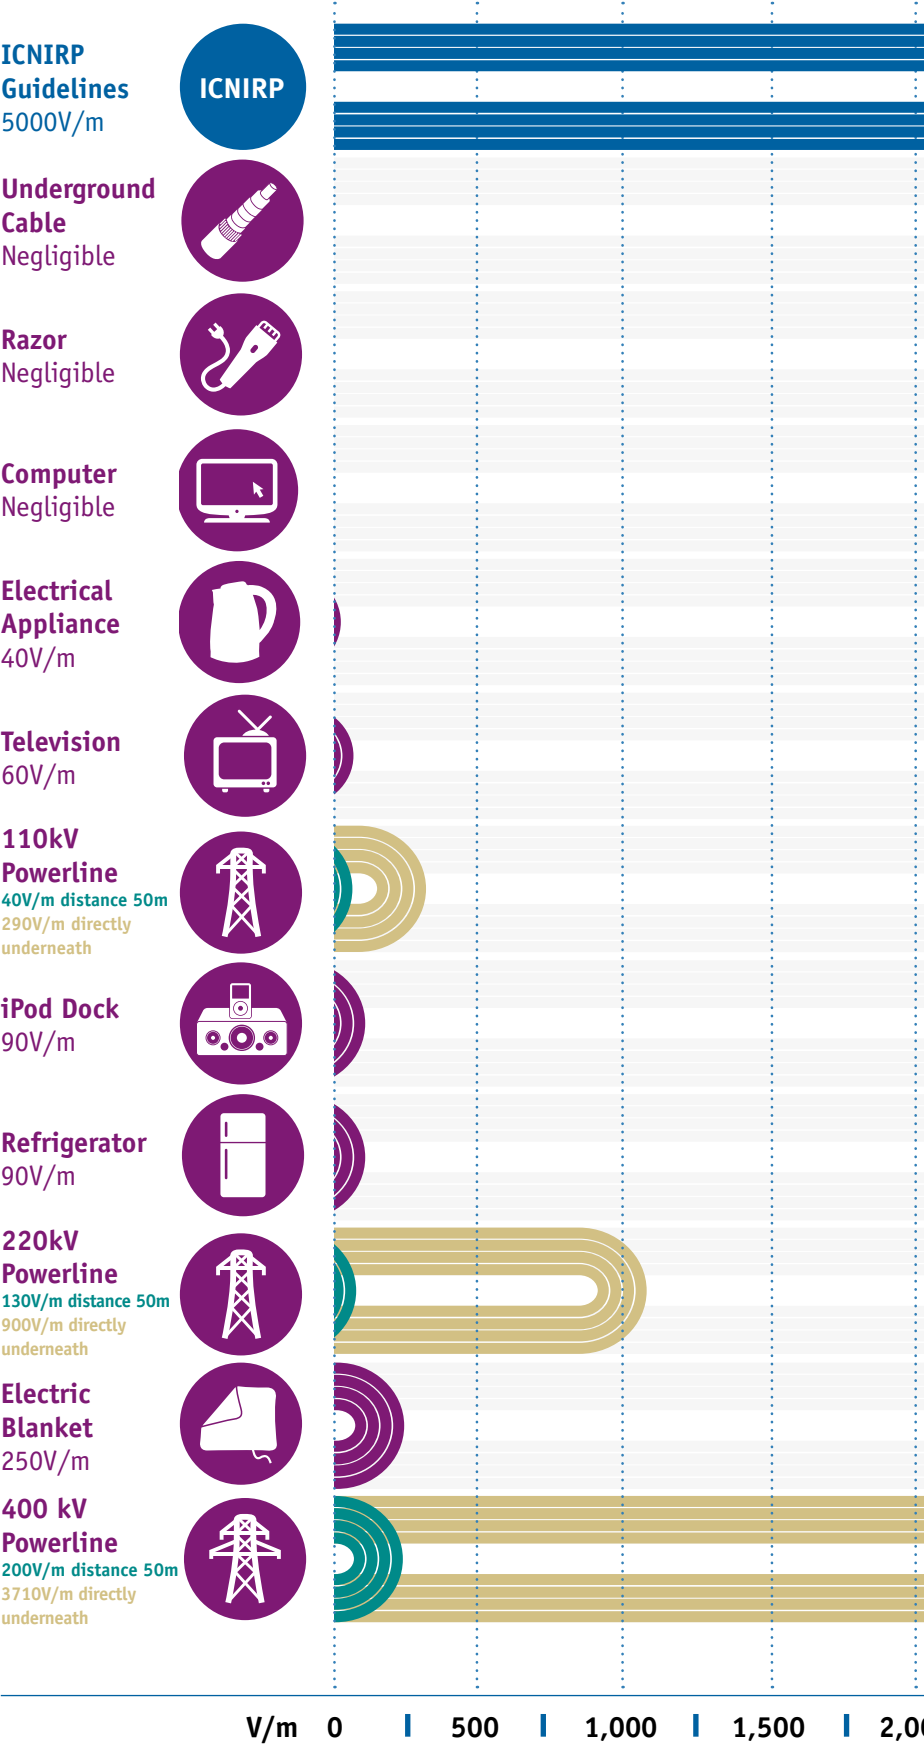 ICNIRP
Guidelines
5000V/m
ICNIRP
Underground
Cable
Negligible
Razor
Negligible
Computer
Negligible
Electrical
Appliance
40V/m
Television
60V/m
110kV
Powerline
40V/m distance 50m
290V/m directly
underneath
iPod Dock
90V/m
Refrigerator
90V/m
220kV
Powerline
130V/m distance 50m
900V/m directly
underneath
Electric
Blanket
250V/m
400 kV
Powerline
200V/m distance 50m
3710V/m directly
underneath
V/m 0 500 1,000 1,500